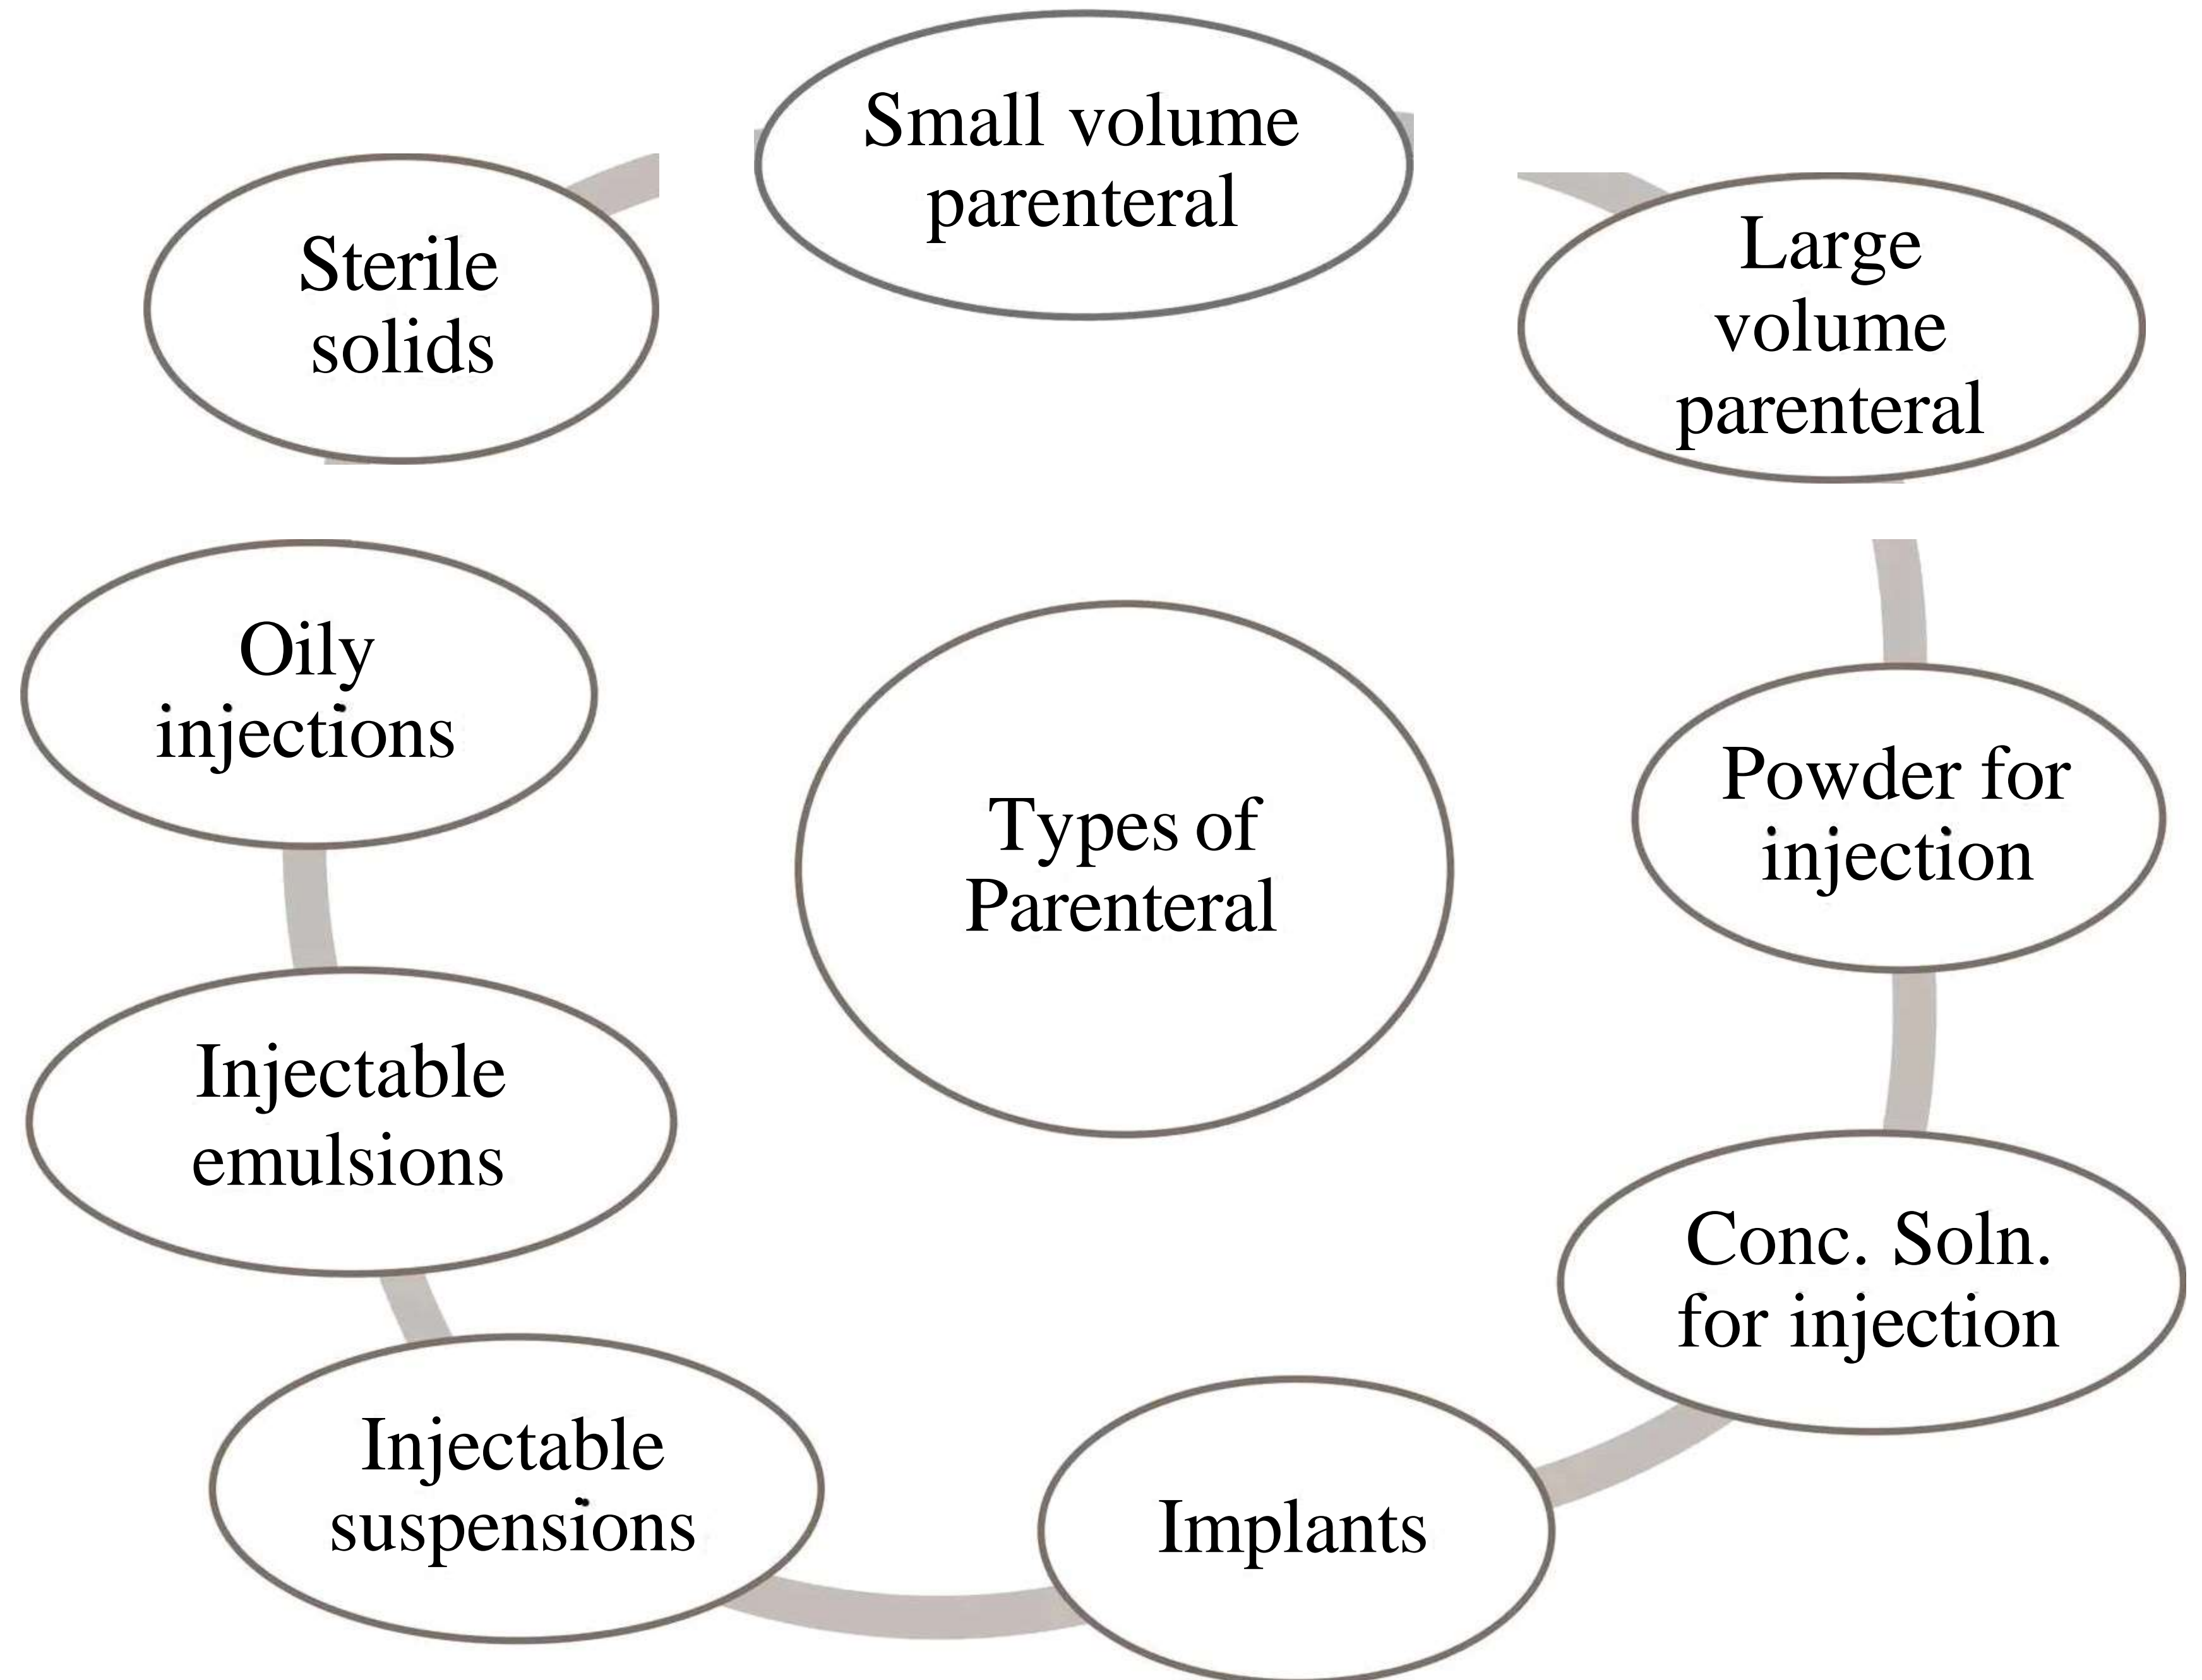 Small volume
parenteral
Large
volume
parenteral
Powder for
injection
Conc. Soln.
for injection
Implants
Injectable
suspensions
Injectable
emulsions
Oily
injections
Sterile
solids
Types of
Parenteral